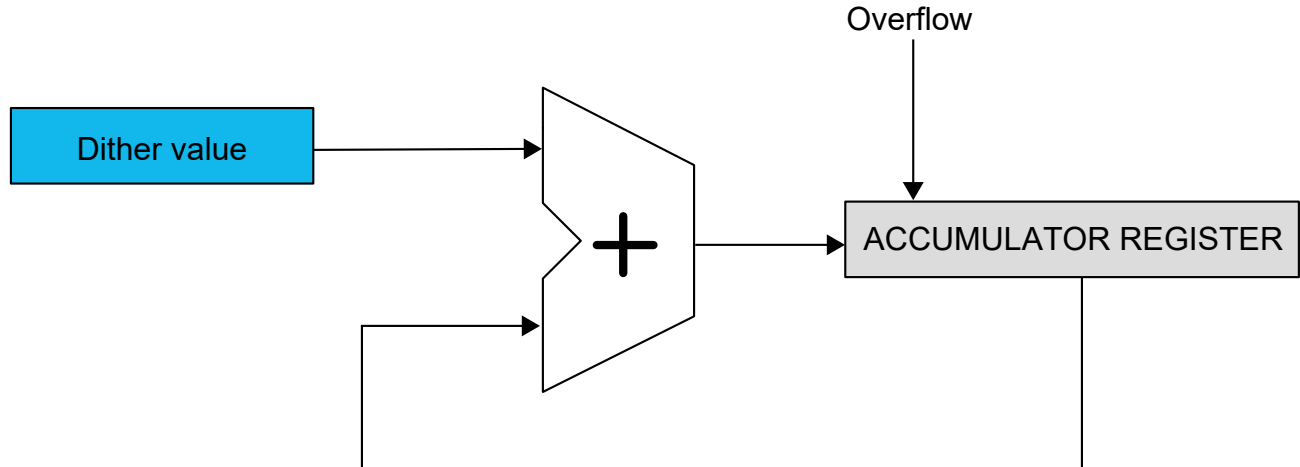 Overflow
Dither value
+
ACCUMULATOR REGISTER